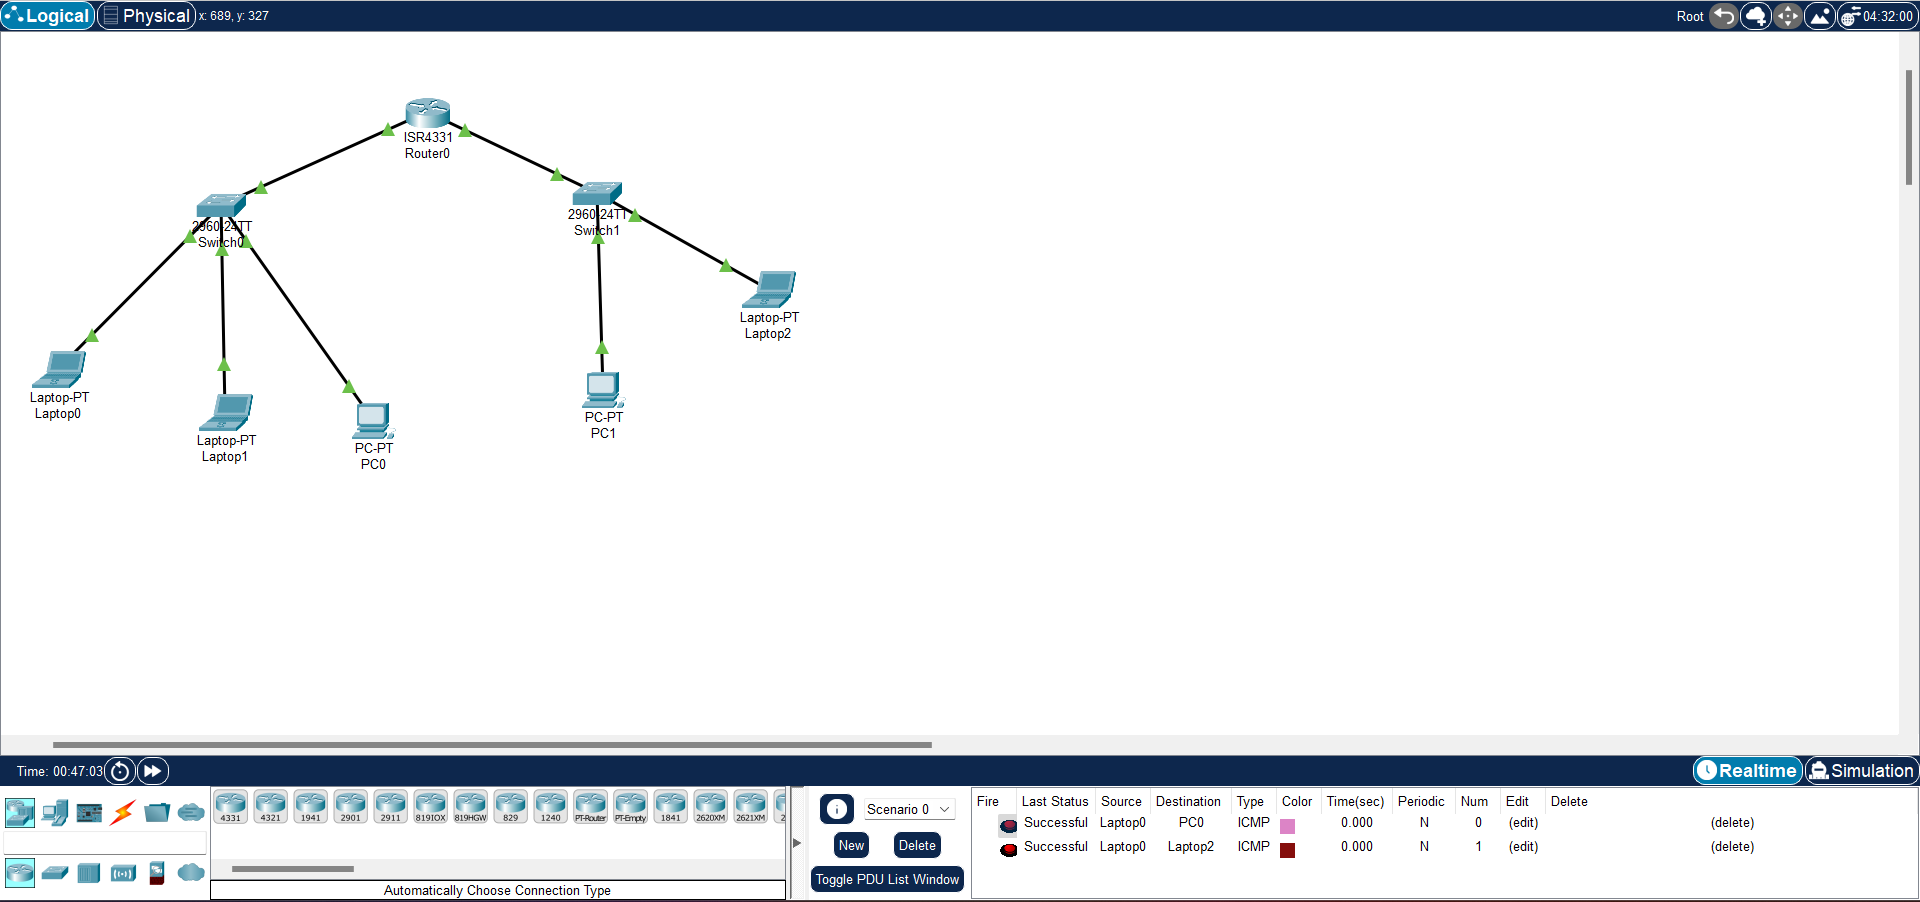 Logical Physical x: 689, y: 327 Root 04:32:00
ISR4331
Router0
2960-24TT
Switch0
2960-24TT
Switch1
Laptop-PT
Laptop2
Laptop-PT
Laptop0
Laptop-PT
Laptop1
PC-PT
PC0
PC-PT
PC1
Time: 00:47:03 Realtime Simulation
4331 4321 1941 2901 2911 819IOX 819HGW 829 1240 PT-Router PT-Empty 1841 2620XM 2621XM 2
Automatically Choose Connection Type
Scenario 0
New Delete
Toggle PDU List Window
Fire Last Status Source Destination Type Color Time(sec) Periodic Num Edit Delete
Successful Laptop0 PC0 ICMP 0.000 N 0 (edit) (delete)
Successful Laptop0 Laptop2 ICMP 0.000 N 1 (edit) (delete)